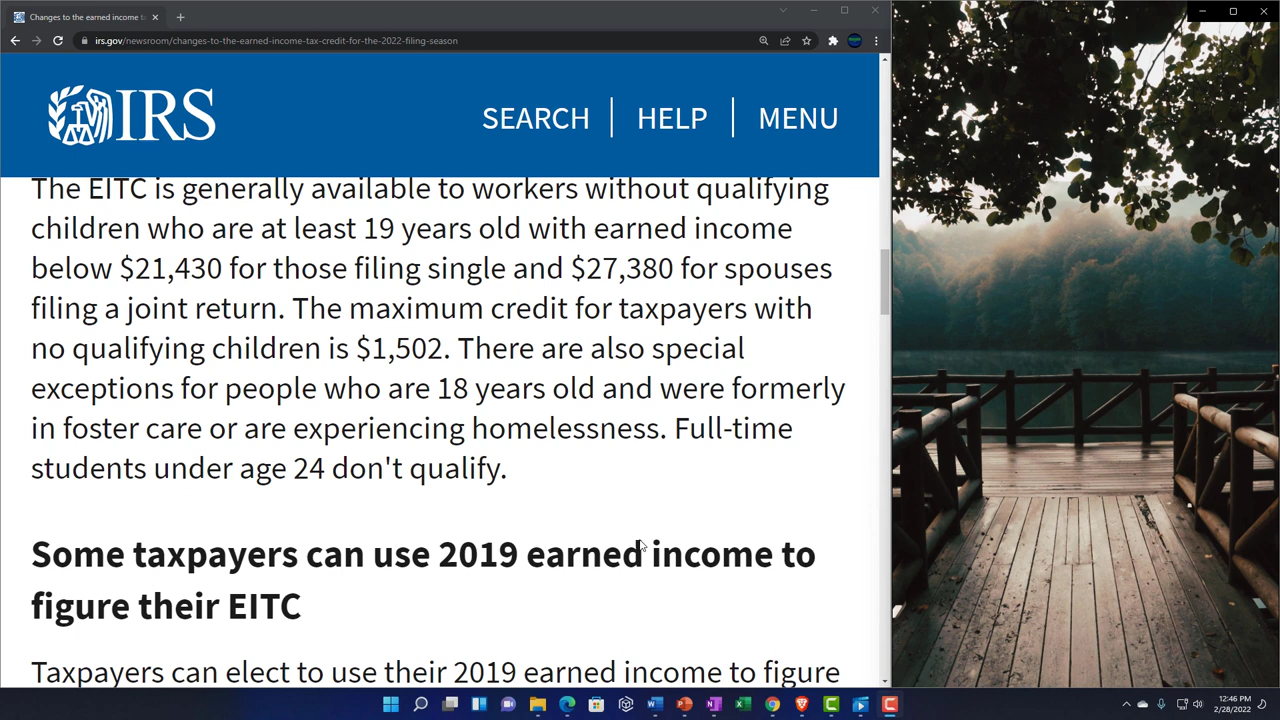 Changes to the earned income ta
irs.gov/newsroom/changes-to-the-earned-income-tax-credit-for-the-2022-filing-season
IRS
SEARCH
HELP
MENU
The EITC is generally available to workers without qualifying
children who are at least 19 years old with earned income
below $21,430 for those filing single and $27,380 for spouses
filing a joint return. The maximum credit for taxpayers with
no qualifying children is $1,502. There are also special
exceptions for people who are 18 years old and were formerly
in foster care or are experiencing homelessness. Full-time
students under age 24 don't qualify.
Some taxpayers can use 2019 earned income to
figure their EITC
Taxpayers can elect to use their 2019 earned income to figure
12:46 PM
2/28/2022